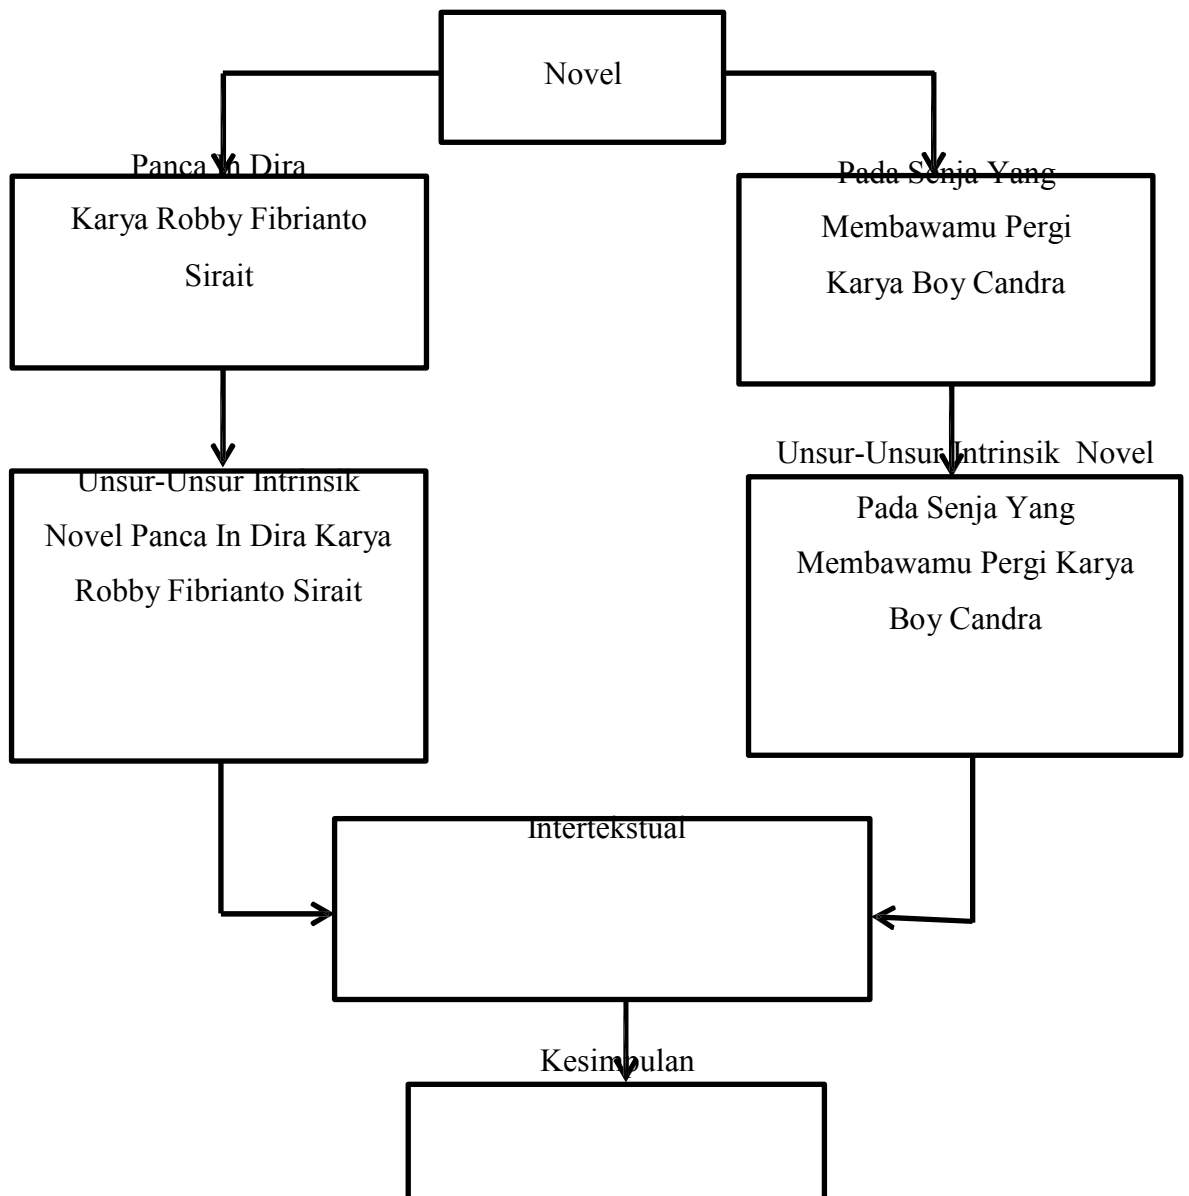 Novel
Panca In Dira
Karya Robby Fibrianto
Sirait
Pada Senja Yang
Membawamu Pergi
Karya Boy Candra
Unsur-Unsur Intrinsik
Novel Panca In Dira Karya
Robby Fibrianto Sirait
Unsur-Unsur Intrinsik Novel
Pada Senja Yang
Membawamu Pergi Karya
Boy Candra
Intertekstual
Kesimpulan